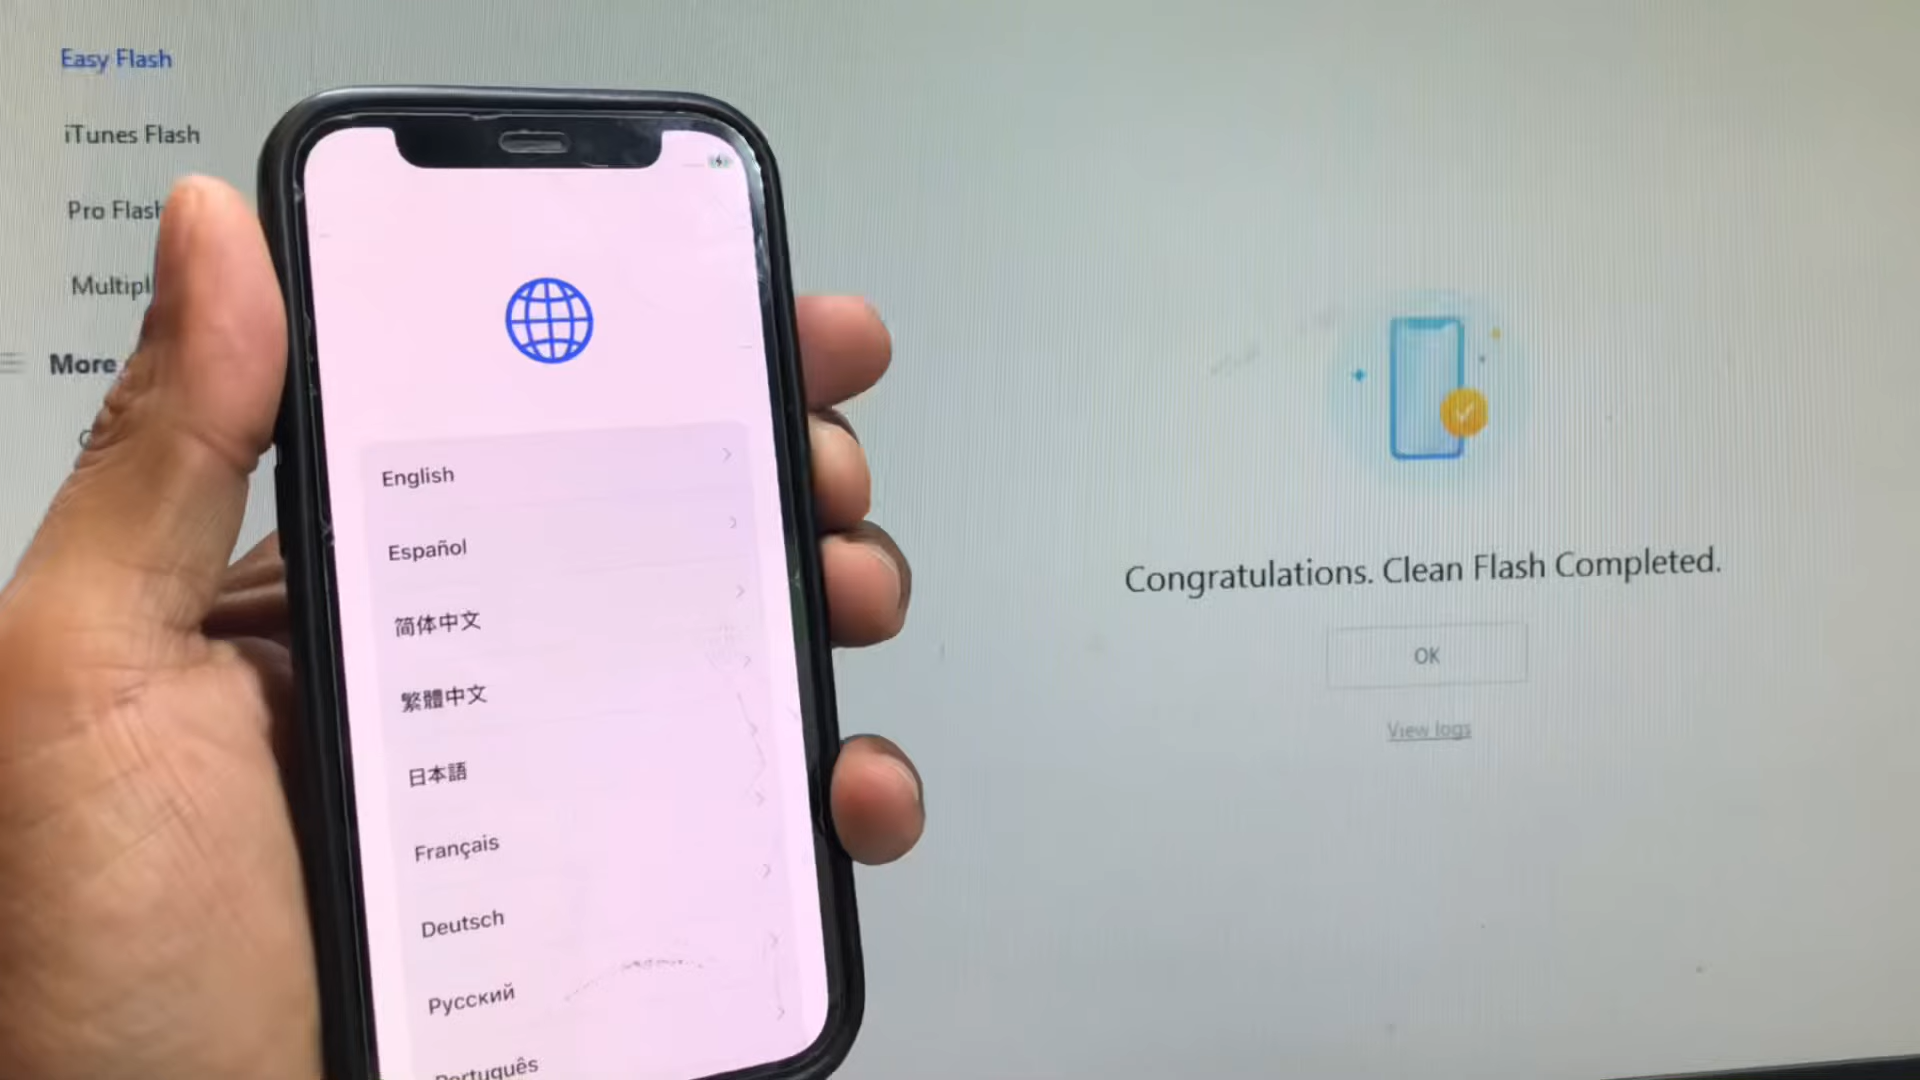 Easy Flash
iTunes Flash
Pro Flash
More
English
Español
简体中文
繁體中文
日本語
Français
Deutsch
Русский
Português
Congratulations. Clean Flash Completed.
OK
View logs